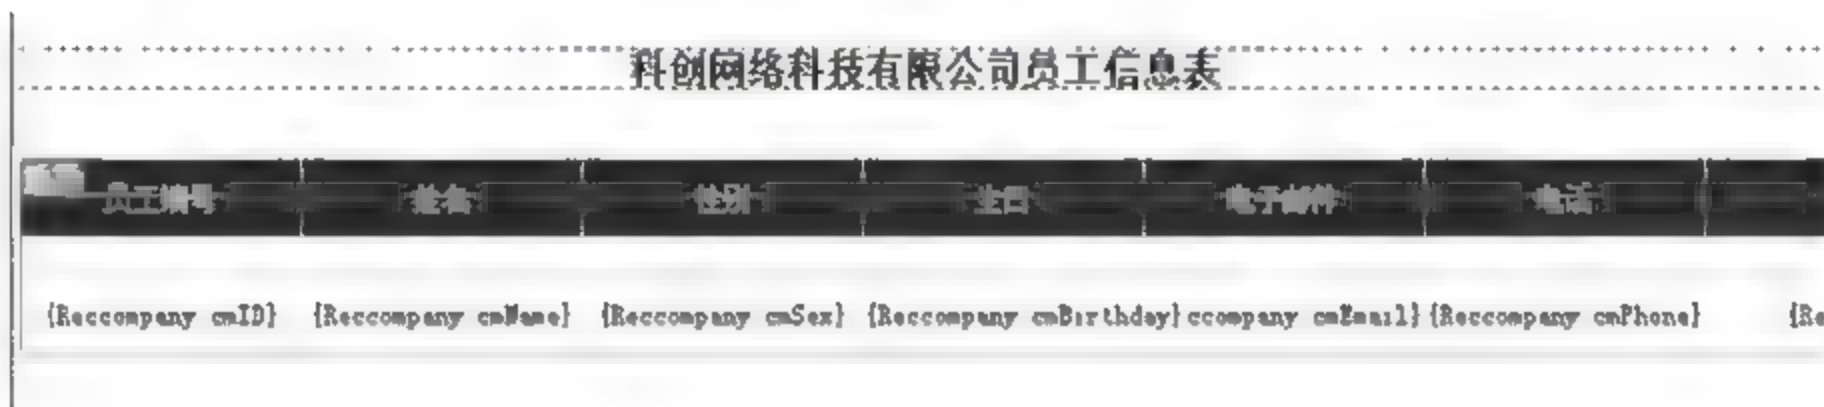 科创网络科技有限公司员工信息表
员工编号 姓名 性别 生日 电子邮件 电话
{Reccompany cmID} {Reccompany cmName} {Reccompany cmSex} {Reccompany cmBirthday} ccompany cmEmail} {Reccompany cmPhone} {Re